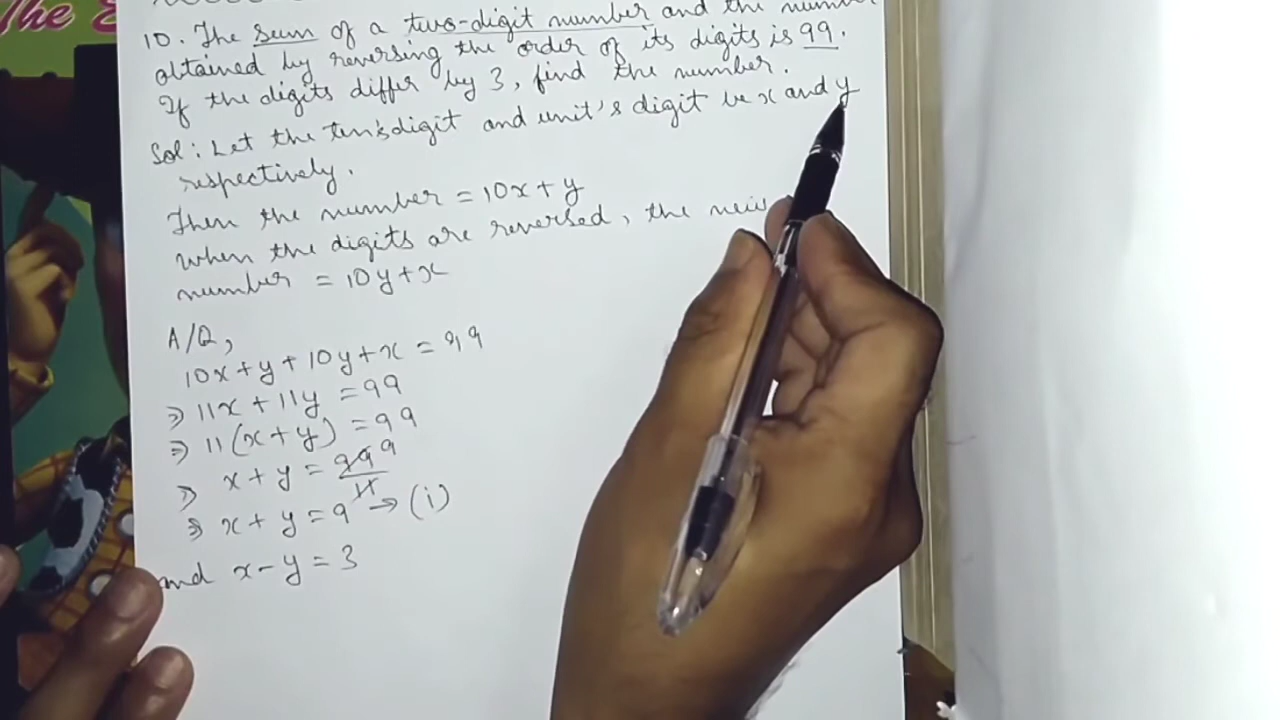 The E
10. The sum of a two-digit number and the number
obtained by reversing the order of its digits is 99.
If the digits differ by 3, find the number.
Sol: Let the ten's digit and unit's digit be x and y
respectively.
Then the number = 10x + y
When the digits are reversed, the new
number = 10y + x
A/Q,
10x + y + 10y + x = 99
⇒ 11x + 11y = 99
⇒ 11(x + y) = 99
⇒ x + y = 99/11 9
⇒ x + y = 9 → (i)
and x - y = 3